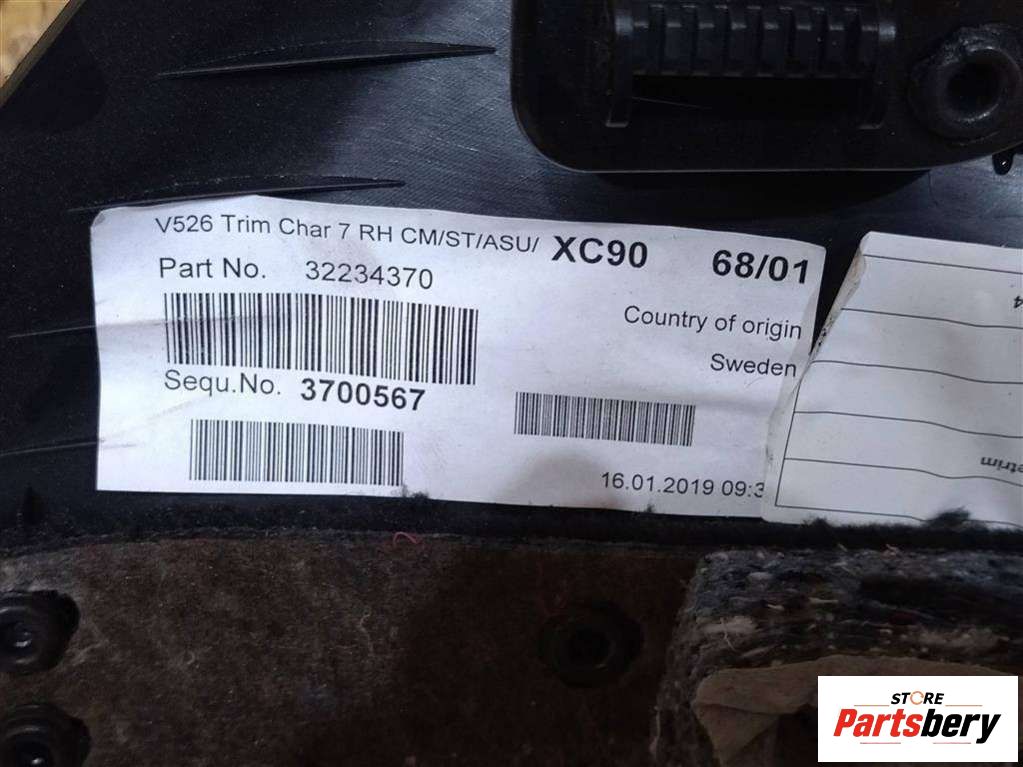 V526 Trim Char 7 RH CM/ST/ASU/ XC90 68/01
Part No. 32234370
Country of origin
Sweden
Sequ.No. 3700567
16.01.2019 09:3
STORE
Partsbery